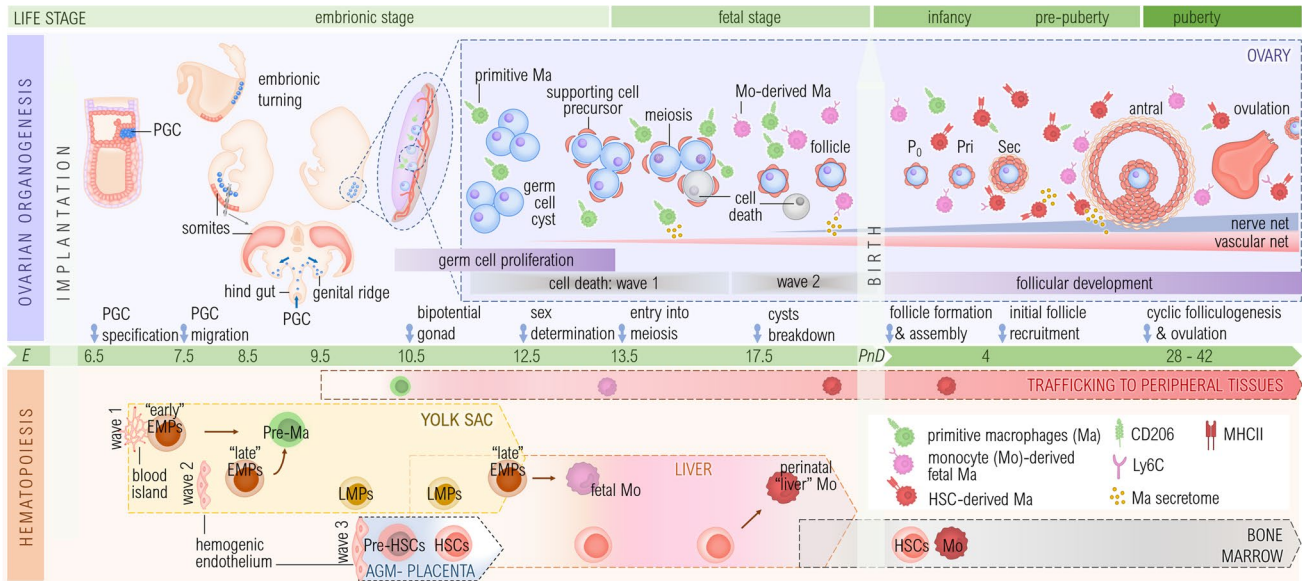 LIFE STAGE
embrionic stage
fetal stage
infancy
pre-puberty
puberty
OVARIAN ORGANOGENESIS
IMPLANTATION
PGC
embrionic
turning
somites
hind gut
genital ridge
PGC
OVARY
primitive Ma
supporting cell
precursor
meiosis
Mo-derived Ma
follicle
germ
cell
cyst
cell
death
BIRTH
P0
Pri
Sec
antral
ovulation
nerve net
vascular net
germ cell proliferation
cell death: wave 1
wave 2
follicular development
PGC
specification
PGC
migration
bipotential
gonad
sex
determination
entry into
meiosis
cysts
breakdown
follicle formation
& assembly
initial follicle
recruitment
cyclic folliculogenesis
& ovulation
E
6.5
7.5
8.5
9.5
10.5
12.5
13.5
17.5
PnD
4
28 - 42
HEMATOPOIESIS
TRAFFICKING TO PERIPHERAL TISSUES
wave 1
"early"
EMPs
blood
island
wave 2
"late"
EMPs
Pre-Ma
YOLK SAC
LMPs
LMPs
"late"
EMPs
fetal Mo
LIVER
perinatal
"liver" Mo
hemogenic
endothelium
wave 3
Pre-HSCs
HSCs
AGM- PLACENTA
primitive macrophages (Ma)
monocyte (Mo)-derived
fetal Ma
HSC-derived Ma
CD206
MHCII
Ly6C
Ma secretome
HSCs
Mo
BONE
MARROW